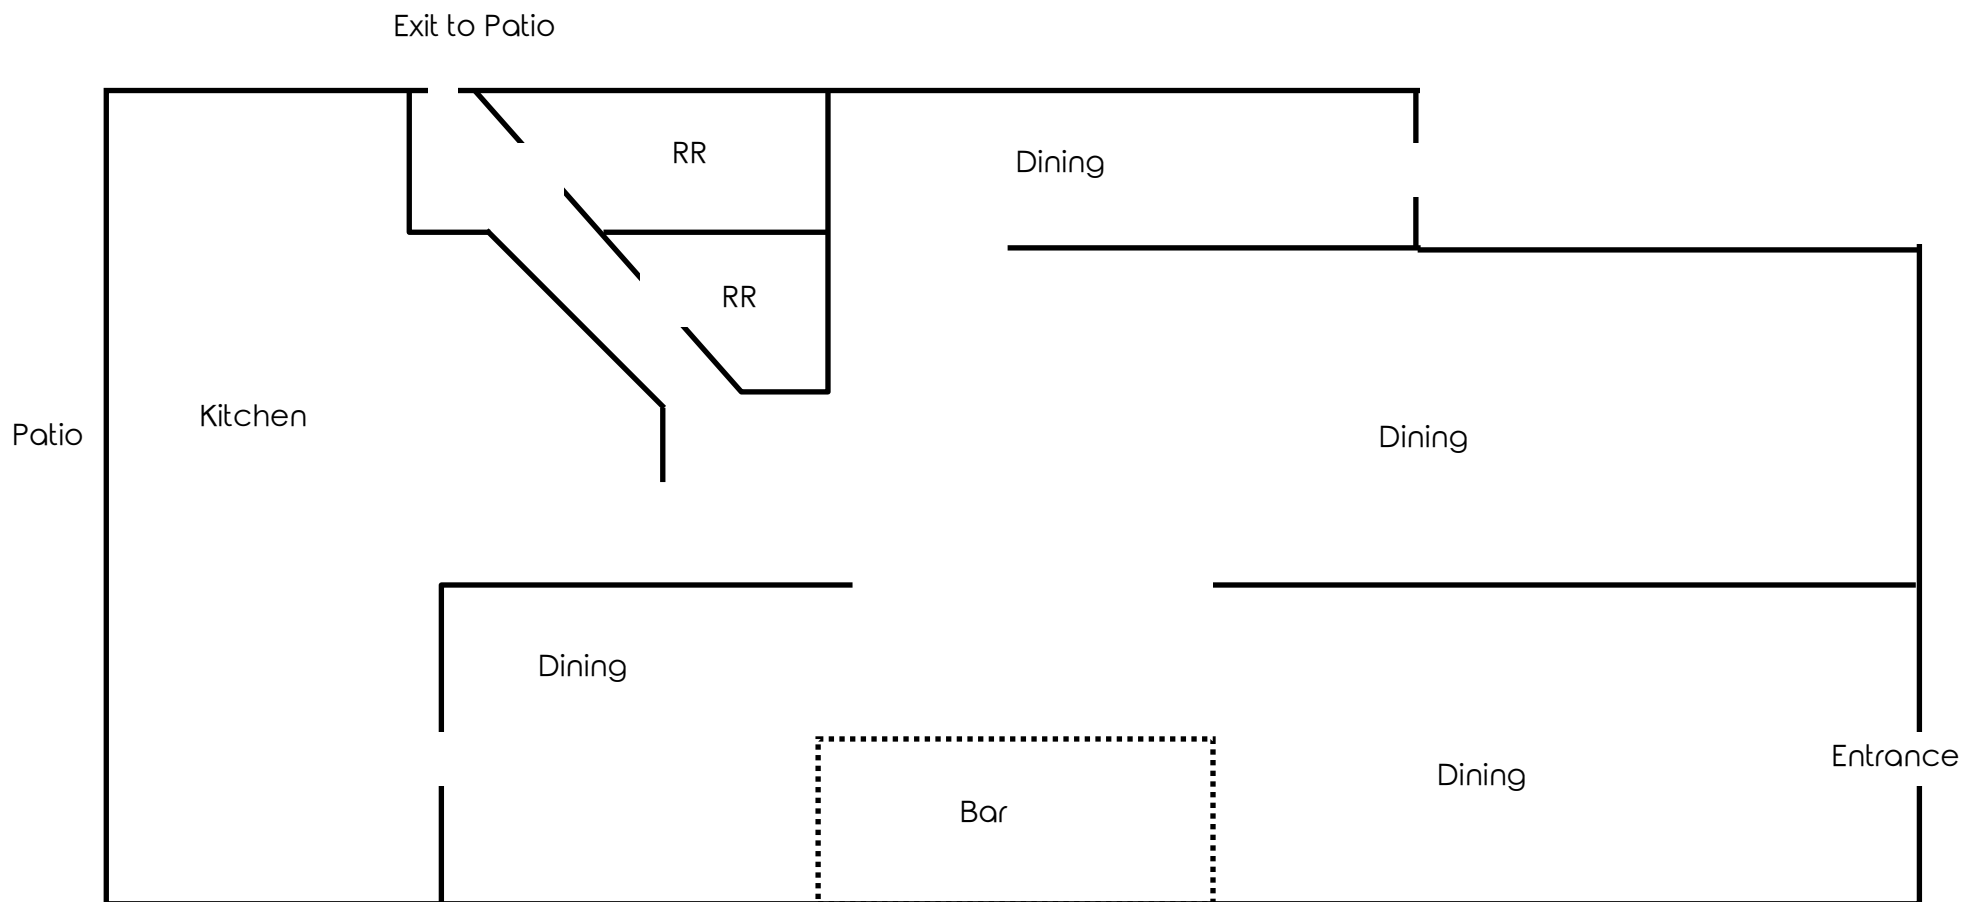 Exit to Patio
RR
Dining
RR
Kitchen
Patio
Dining
Dining
Entrance
Dining
Bar